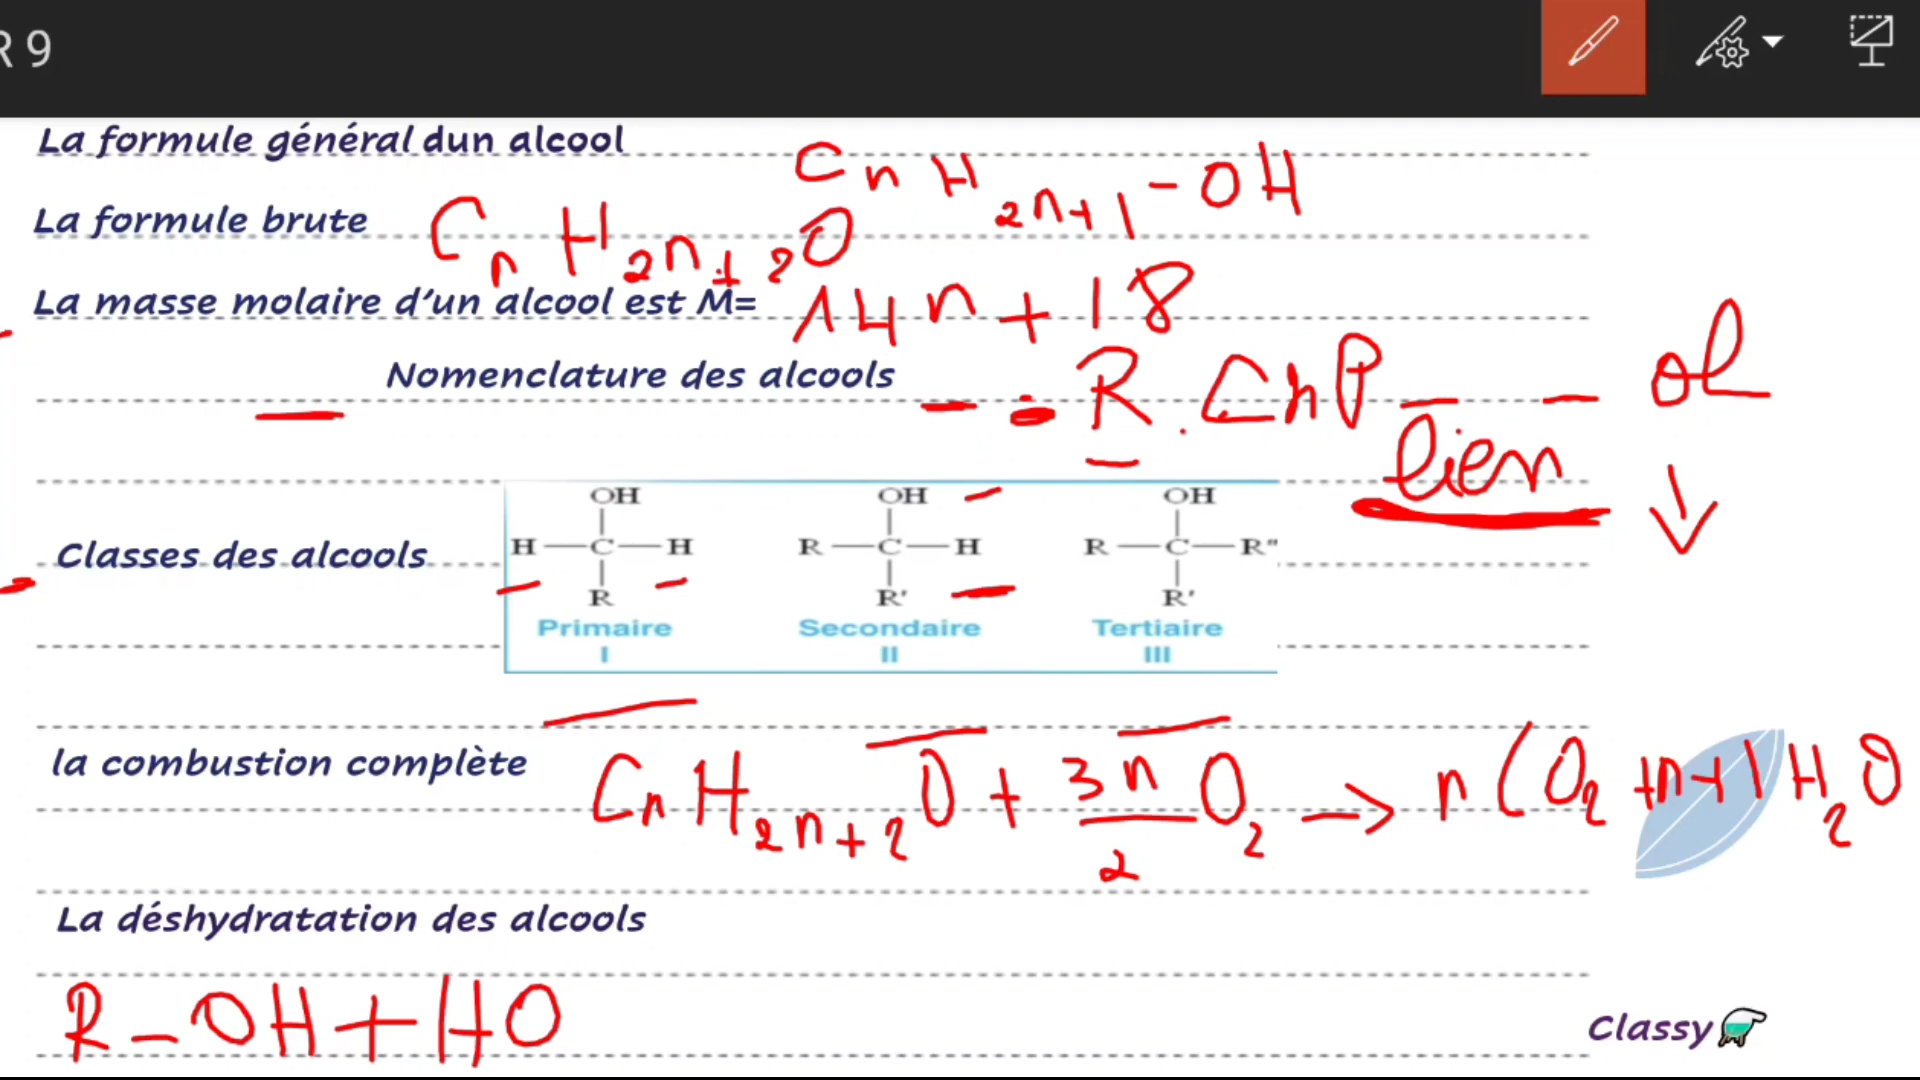 R 9
La formule général dun alcool CnH2n+1-OH
La formule brute CnH2n+2O
La masse molaire d'un alcool est M= 14n+18
Nomenclature des alcools - R. ChP - lien - ol
Classes des alcools
OH OH OH
H C H R C H R C R"
R R' R'
Primaire Secondaire Tertiaire
I II III
la combustion complète CnH2n+2O + 3n/2 O2 → nCO2 + n+1 H2O
La déshydratation des alcools
R-OH+HO
Classy